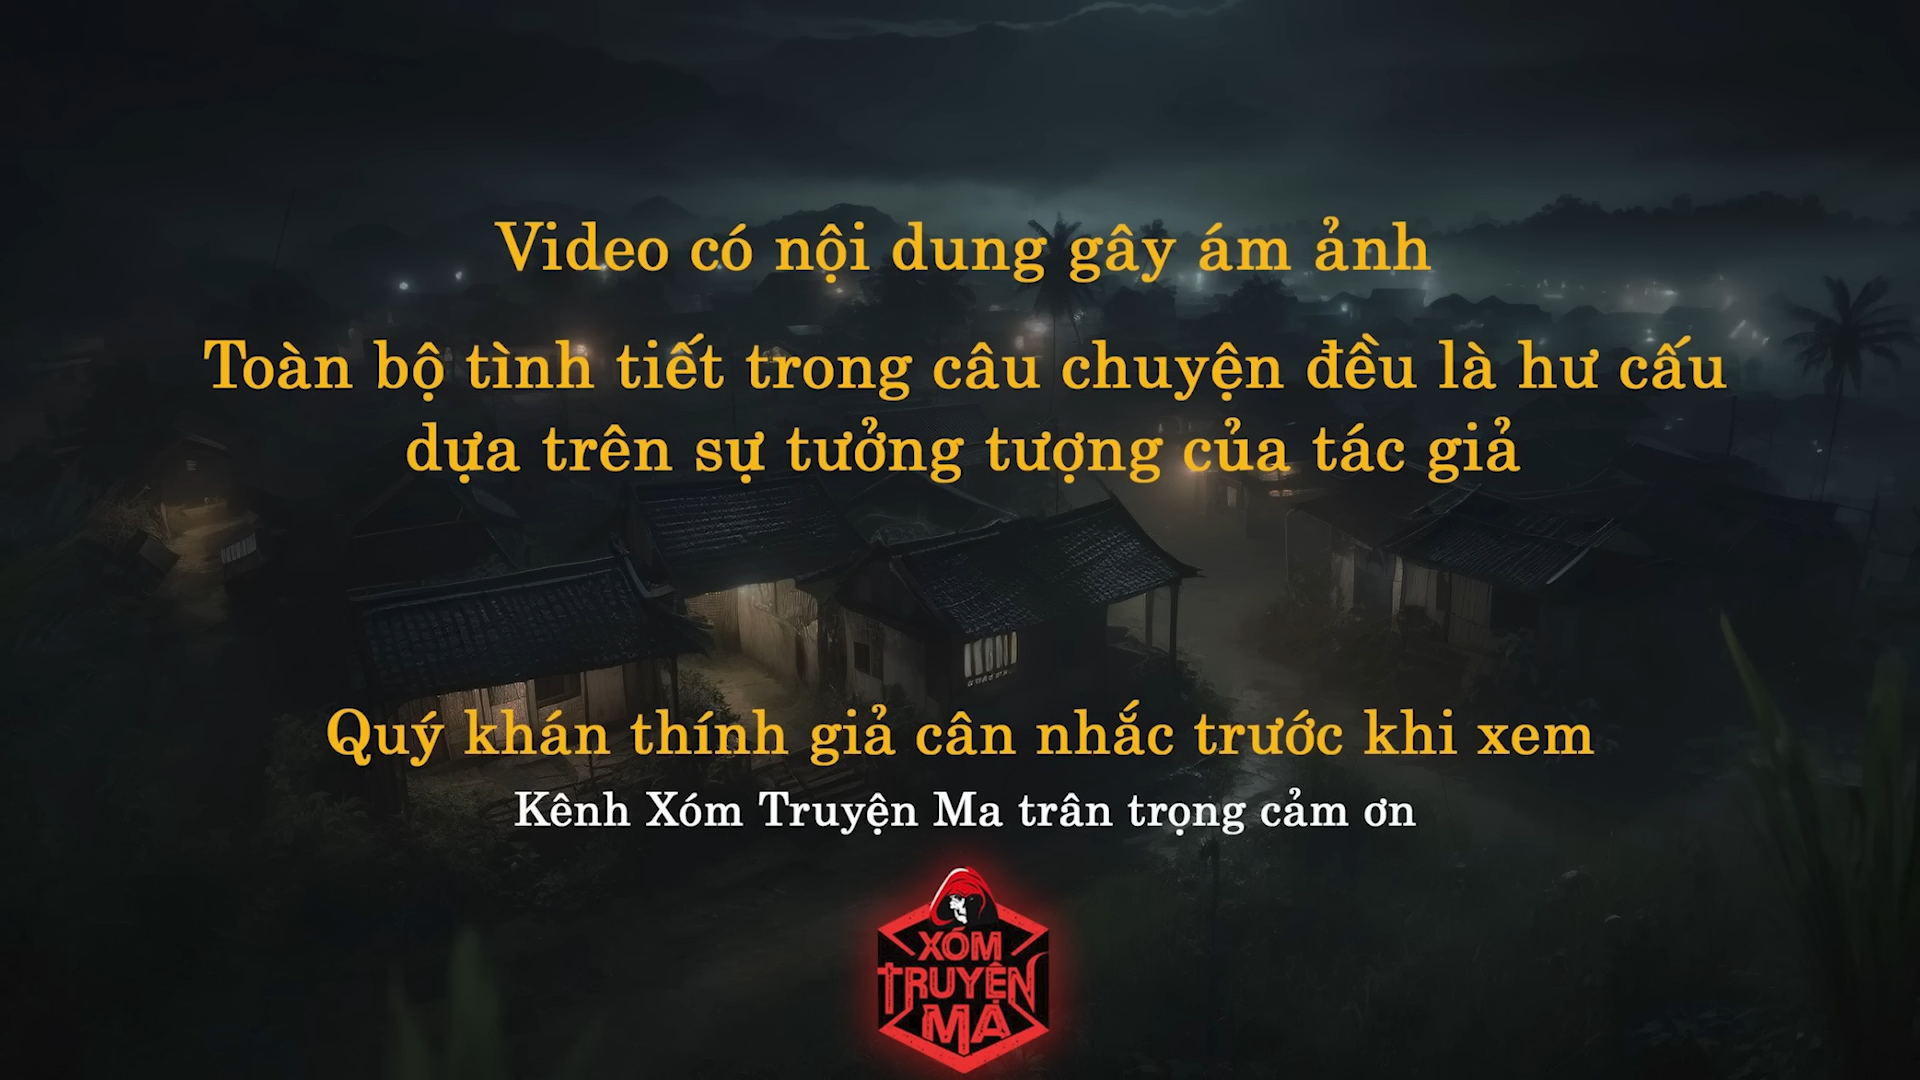 Video có nội dung gây ám ảnh
Toàn bộ tình tiết trong câu chuyện đều là hư cấu
dựa trên sự tưởng tượng của tác giả
Quý khán thính giả cân nhắc trước khi xem
Kênh Xóm Truyện Ma trân trọng cảm ơn
XÓM
TRUYỆN
MA